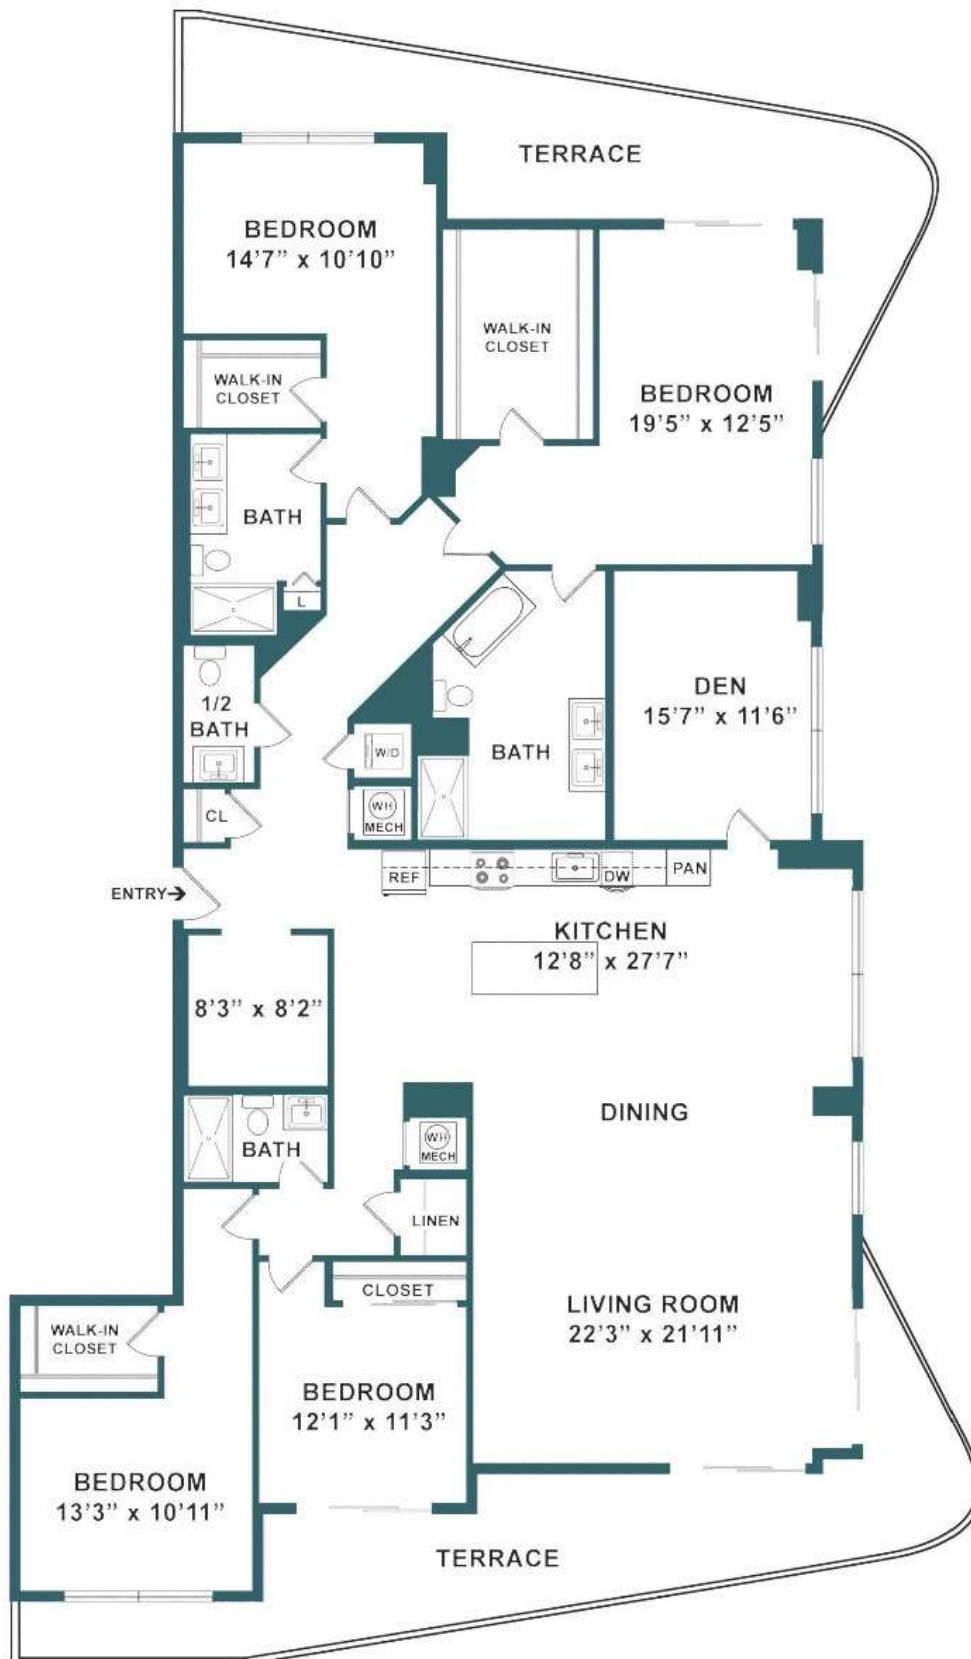 TERRACE
BEDROOM
14'7" x 10'10"
WALK-IN
CLOSET
WALK-IN
CLOSET
BEDROOM
19'5" x 12'5"
BATH
L
1/2
BATH
DEN
15'7" x 11'6"
W/D
BATH
CL
WH
MECH
REF
DW
PAN
ENTRY→
KITCHEN
12'8" x 27'7"
8'3" x 8'2"
DINING
BATH
WH
MECH
LINEN
CLOSET
LIVING ROOM
22'3" x 21'11"
WALK-IN
CLOSET
BEDROOM
12'1" x 11'3"
BEDROOM
13'3" x 10'11"
TERRACE